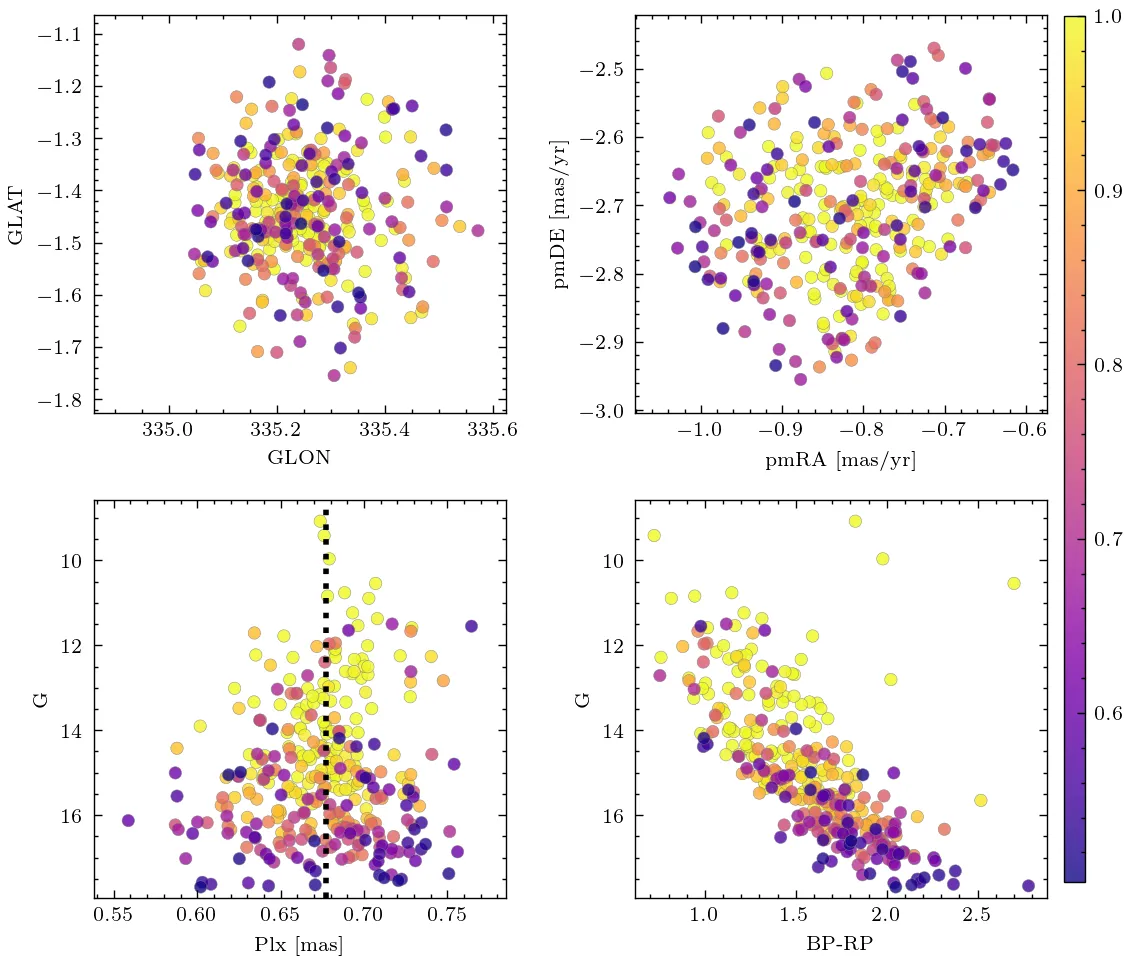 −1.1
−1.2
−1.3
−1.4
−1.5
−1.6
−1.7
−1.8
GLAT
335.0 335.2 335.4 335.6
GLON
−2.5
−2.6
−2.7
−2.8
−2.9
−3.0
pmDE [mas/yr]
−1.0 −0.9 −0.8 −0.7 −0.6
pmRA [mas/yr]
1.0
0.9
0.8
0.7
0.6
10
12
14
16
G
0.55 0.60 0.65 0.70 0.75
Plx [mas]
10
12
14
16
G
1.0 1.5 2.0 2.5
BP-RP